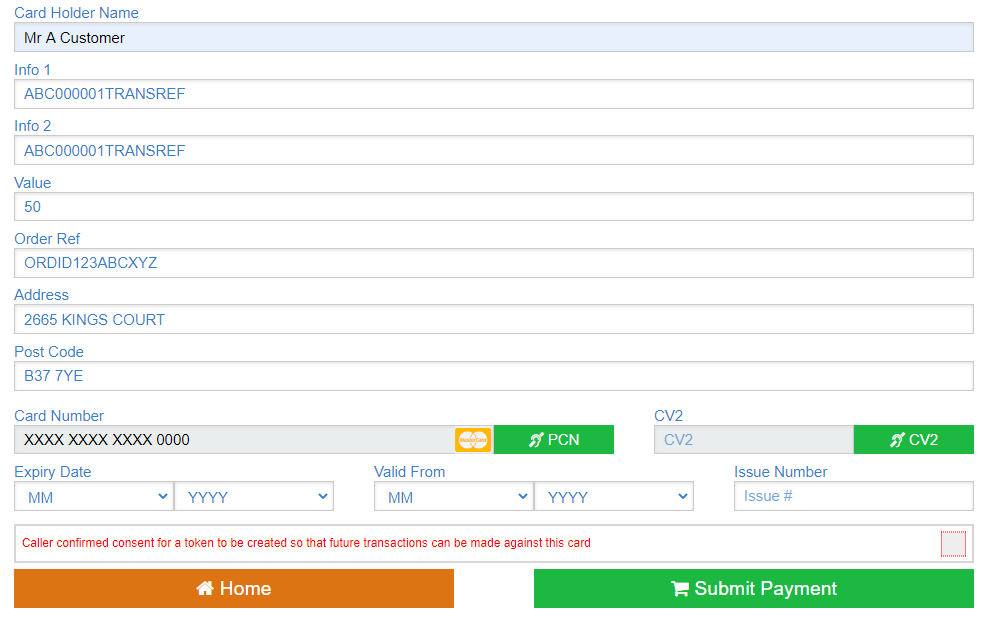 Card Holder Name
Mr A Customer
Info 1
ABC000001TRANSREF
Info 2
ABC000001TRANSREF
Value
50
Order Ref
ORDID123ABCXYZ
Address
2665 KINGS COURT
Post Code
B37 7YE
Card Number CV2
XXXX XXXX XXXX 0000 MasterCard PCN CV2 CV2
Expiry Date Valid From Issue Number
MM YYYY MM YYYY Issue #
Caller confirmed consent for a token to be created so that future transactions can be made against this card
Home Submit Payment